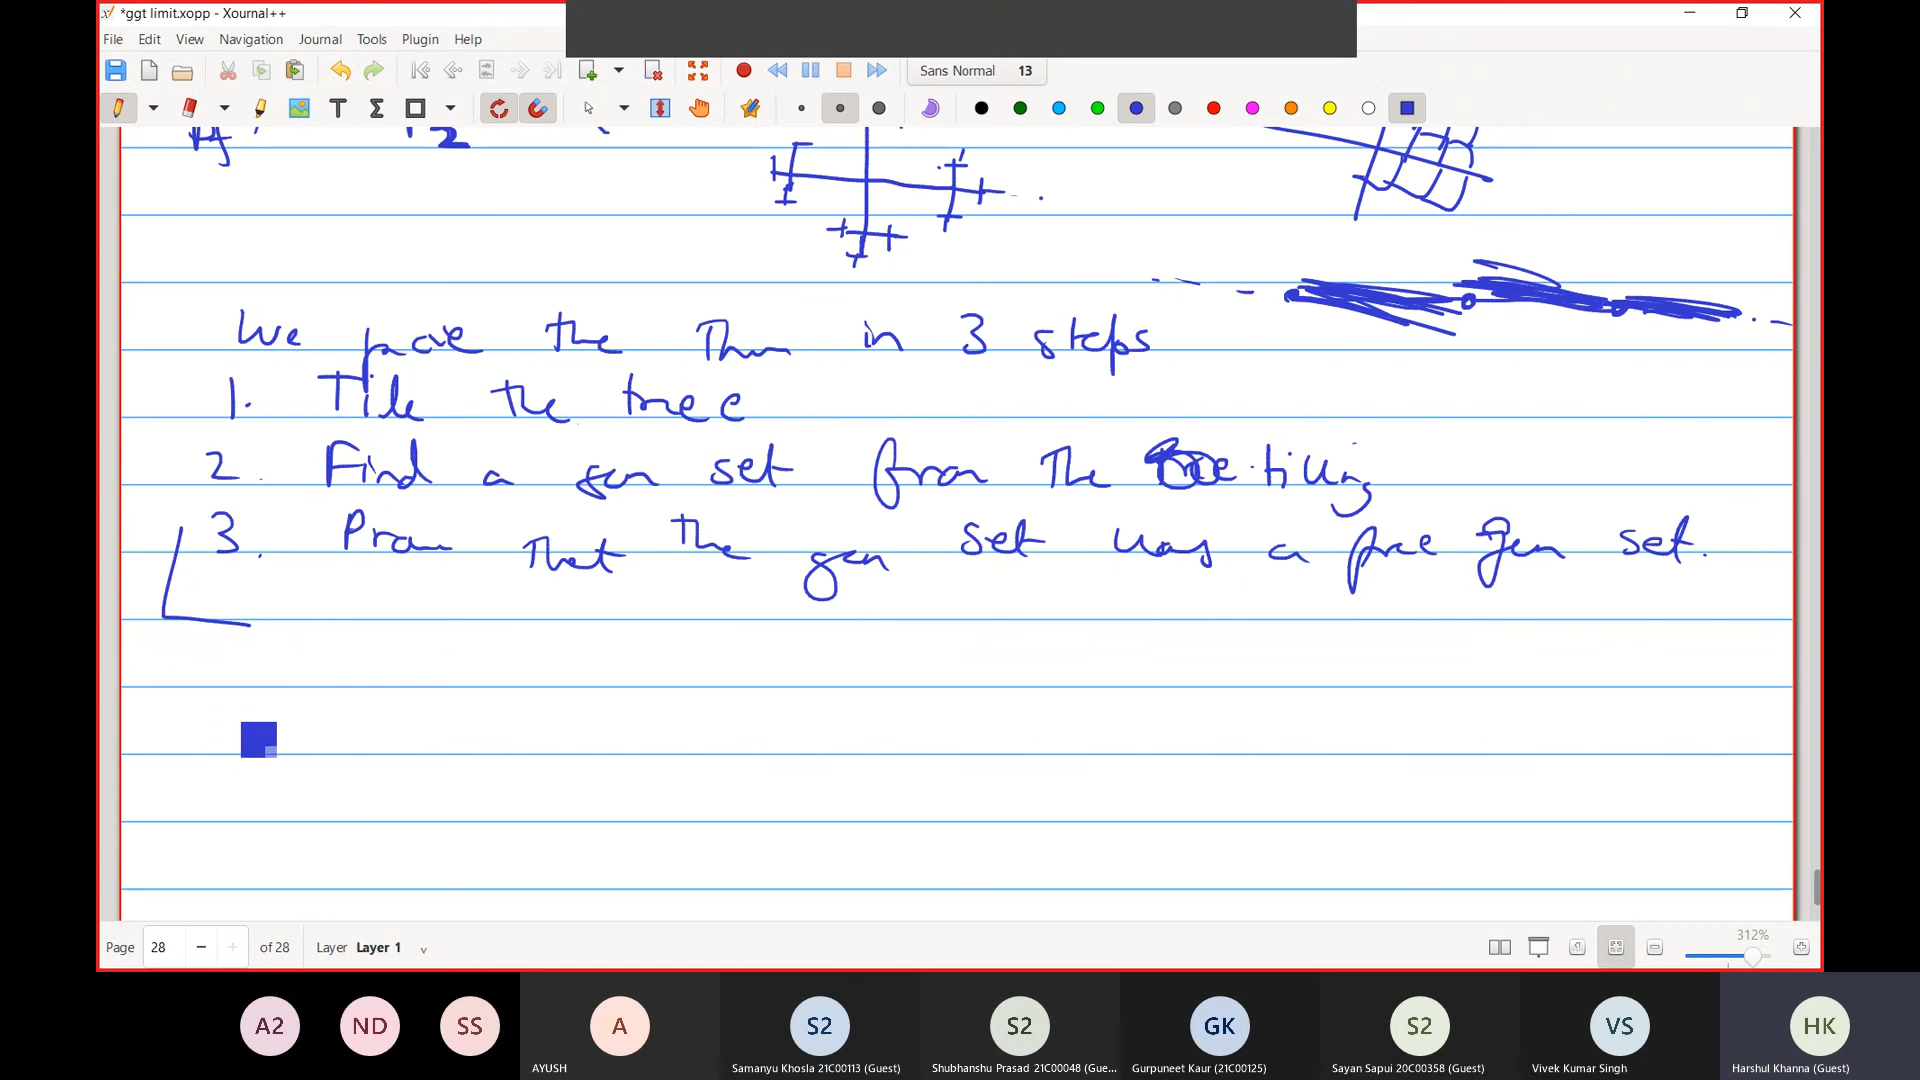 *ggt limit.xopp - Xournal++
File Edit View Navigation Journal Tools Plugin Help
Sans Normal 13
We prove the Thm in 3 steps
1. Tile the tree
2. Find a gen set from the tiling
3. Prove that the gen set has a free gen set.
Page 28 of 28 Layer Layer 1
312%
A2 ND SS A S2 S2 GK S2 VS HK
AYUSH Samanyu Khosla 21C00113 (Guest) Shubhanshu Prasad 21C00048 (Gue... Gurpuneet Kaur (21C00125) Sayan Sapui 20C00358 (Guest) Vivek Kumar Singh Harshul Khanna (Guest)